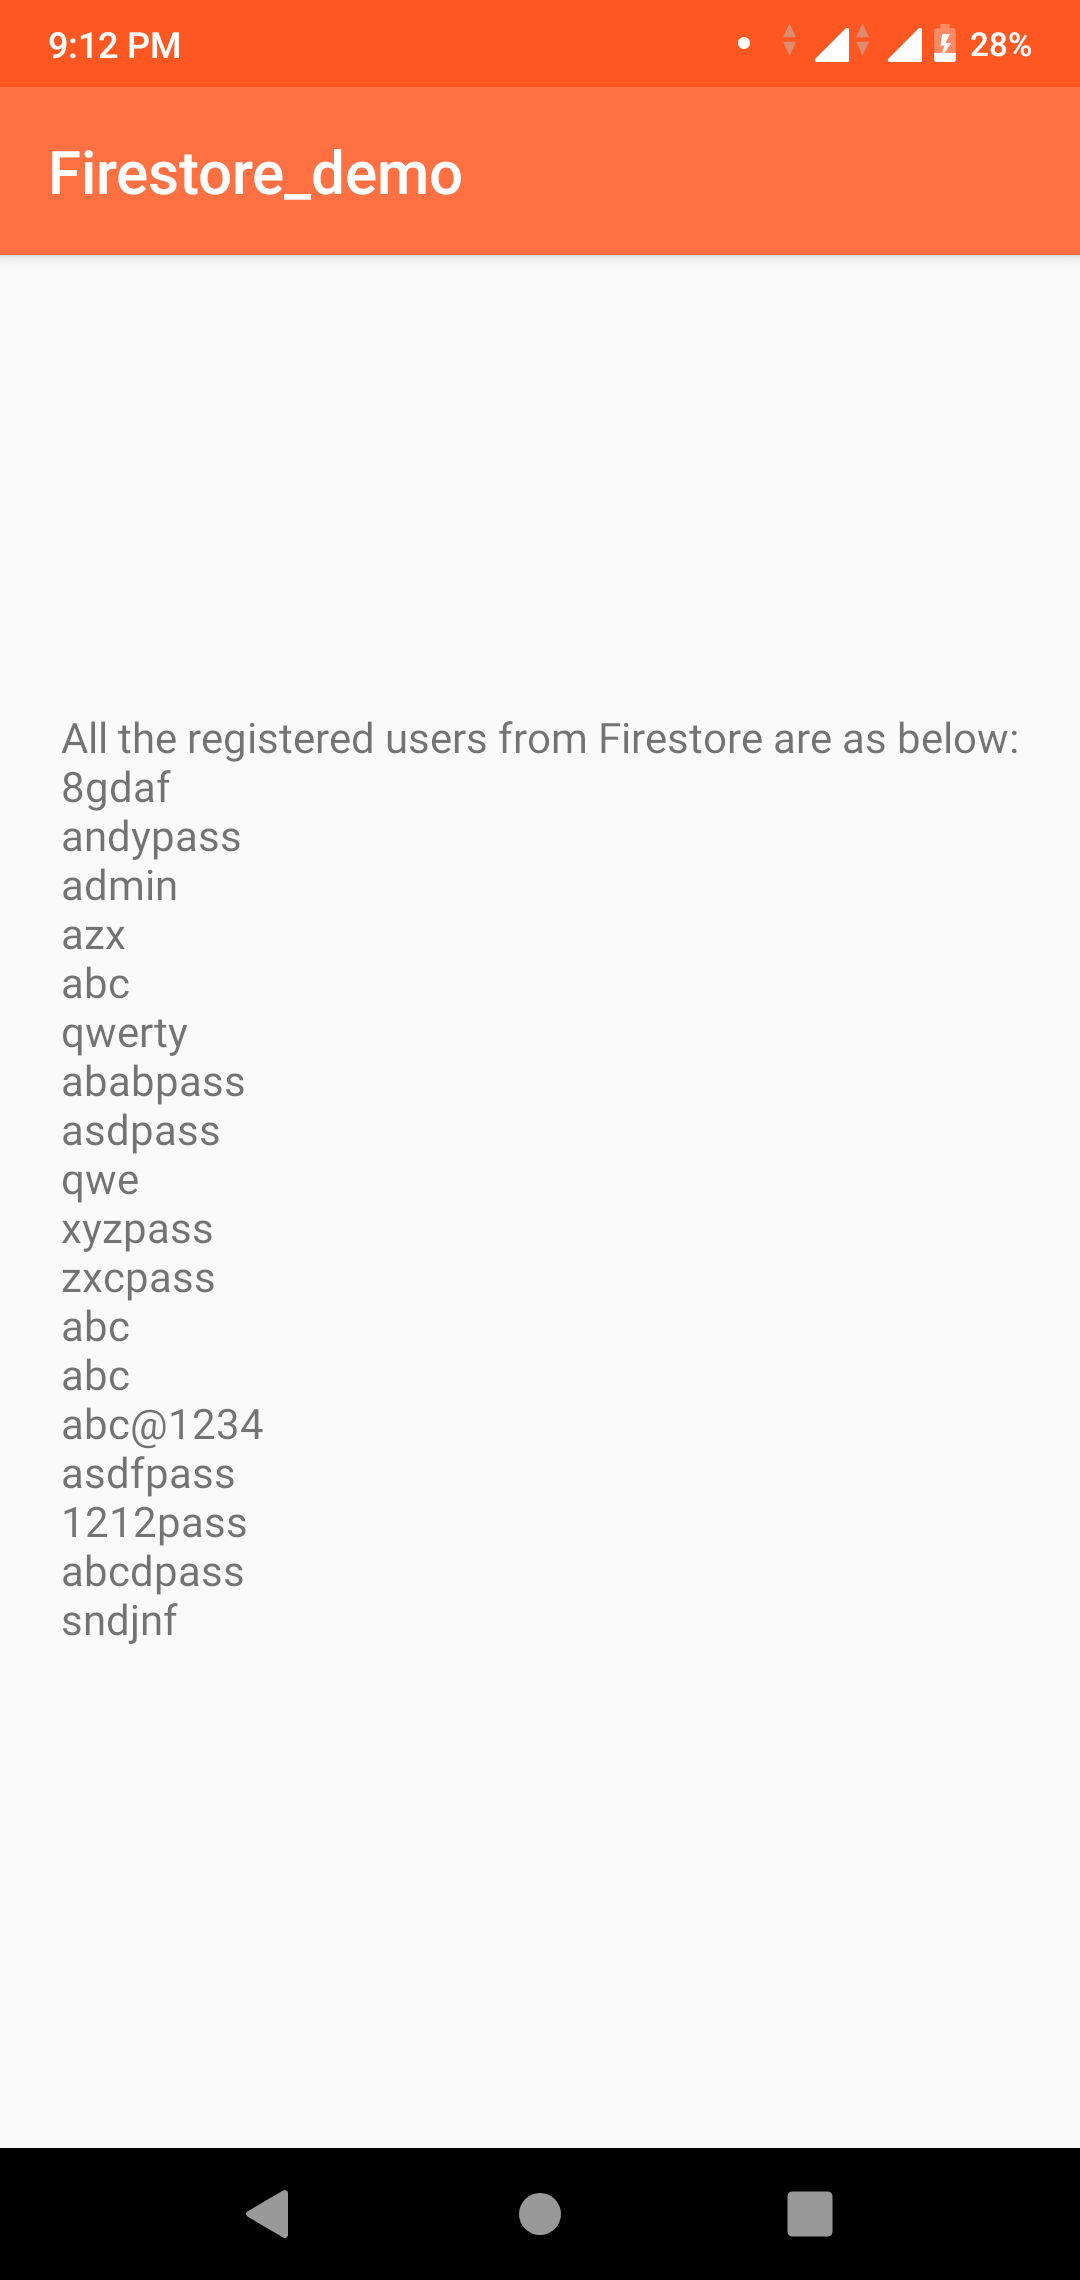 9:12 PM 28%
Firestore_demo
All the registered users from Firestore are as below:
8gdaf
andypass
admin
azx
abc
qwerty
ababpass
asdpass
qwe
xyzpass
zxcpass
abc
abc
abc@1234
asdfpass
1212pass
abcdpass
sndjnf